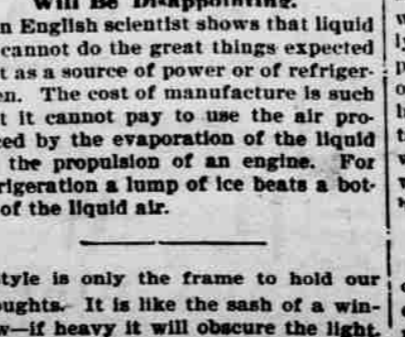 Will Be Disappointing.
n English scientist shows that liquid
cannot do the great things expected
t as a source of power or of refriger-
en. The cost of manufacture is such
t it cannot pay to use the air pro-
ced by the evaporation of the liquid
the propulsion of an engine. For
rigeration a lump of ice beats a bot-
of the liquid air.
tyle is only the frame to hold our
oughts. It is like the sash of a win-
w—if heavy it will obscure the light.